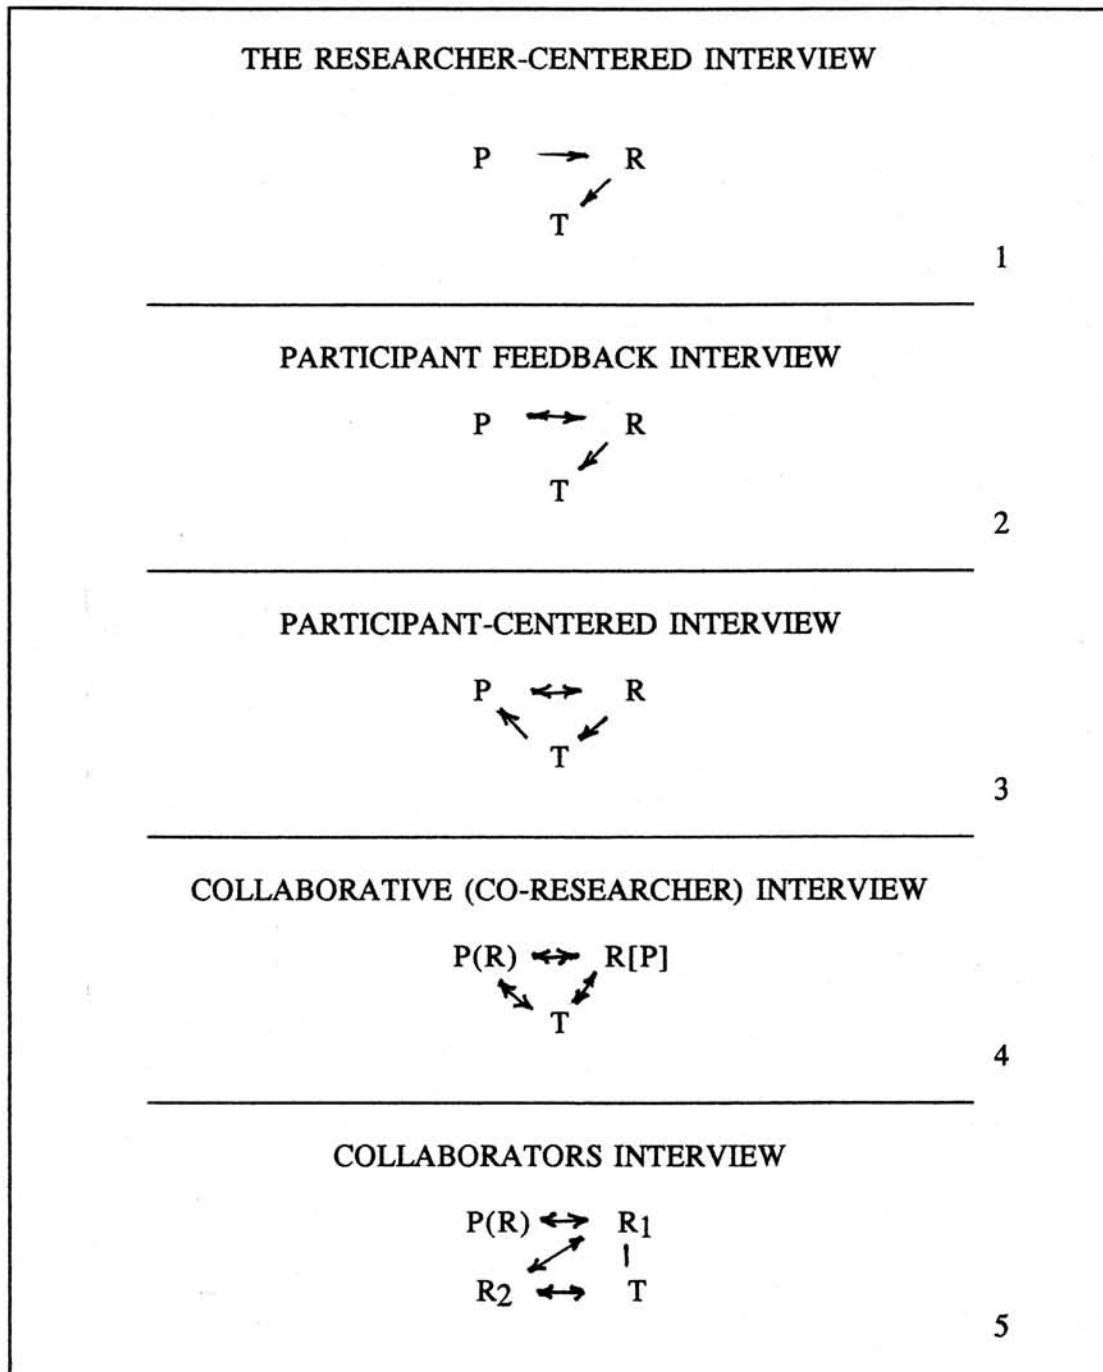 THE RESEARCHER-CENTERED INTERVIEW
P R
T
1
PARTICIPANT FEEDBACK INTERVIEW
P R
T
2
PARTICIPANT-CENTERED INTERVIEW
P R
T
3
COLLABORATIVE (CO-RESEARCHER) INTERVIEW
P(R) R[P]
T
4
COLLABORATORS INTERVIEW
P(R) R1
R2 T
5